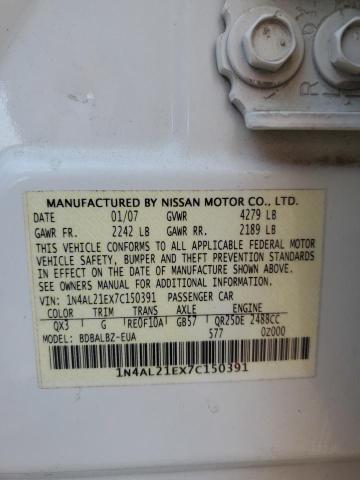 MANUFACTURED BY NISSAN MOTOR CO., LTD.
DATE 01/07 GVWR 4279 LB
GAWR FR. 2242 LB GAWR RR. 2189 LB
THIS VEHICLE CONFORMS TO ALL APPLICABLE FEDERAL MOTOR
VEHICLE SAFETY, BUMPER AND THEFT PREVENTION STANDARDS
IN EFFECT ON THE DATE OF MANUFACTURE SHOWN ABOVE.
SEE OWNERS MANUAL FOR ADDITIONAL INFORMATION.
VIN: 1N4AL21EX7C150391 PASSENGER CAR
COLOR TRIM TRANS AXLE ENGINE
QX3 G RE0F10A GB57 QR25DE 2488CC
MODEL: BDBALBZ-EUA 577 0Z000
1N4AL21EX7C150391